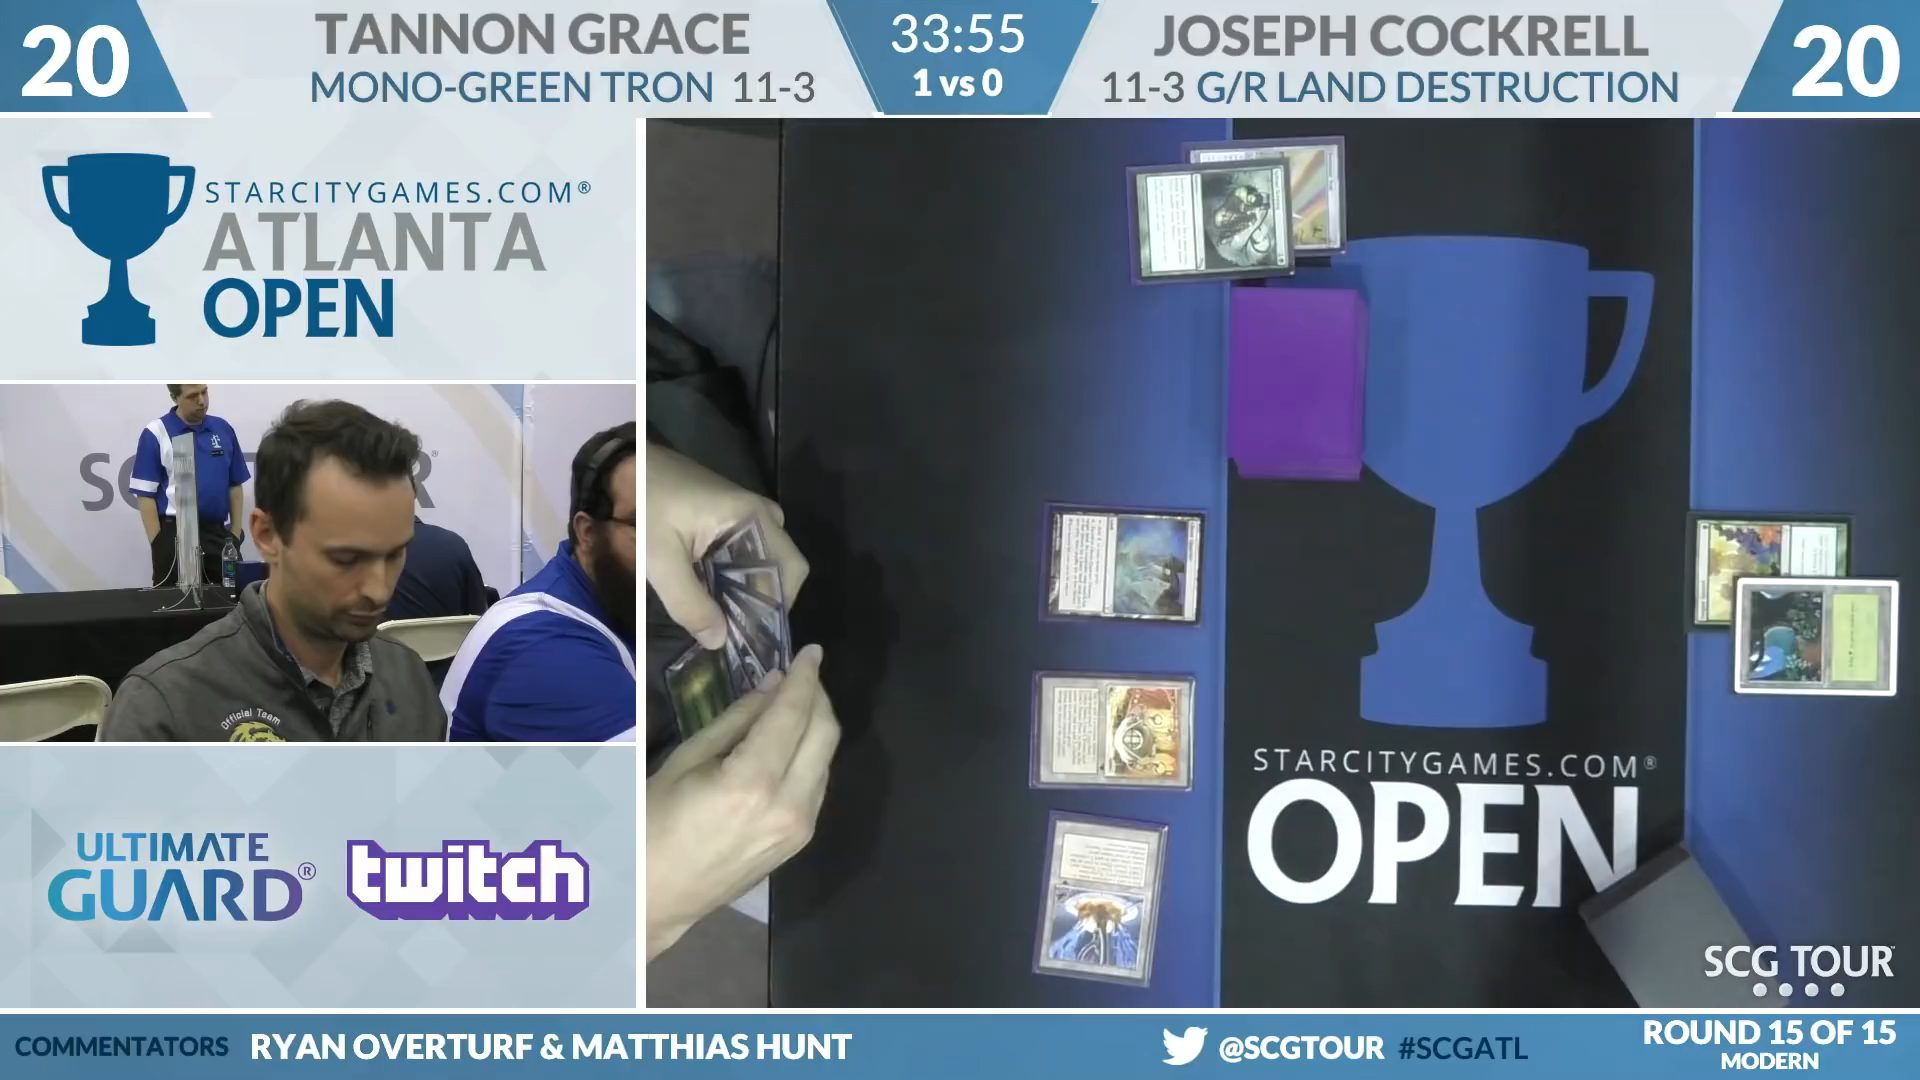 20
TANNON GRACE
MONO-GREEN TRON 11-3
33:55
1 vs 0
JOSEPH COCKRELL
11-3 G/R LAND DESTRUCTION
20
STARCITYGAMES.COM®
ATLANTA
OPEN
Official Team
ULTIMATE
GUARD®
twitch
STARCITYGAMES.COM®
OPEN
SCG TOUR
COMMENTATORS RYAN OVERTURF & MATTHIAS HUNT
@SCGTOUR #SCGATL
ROUND 15 OF 15
MODERN